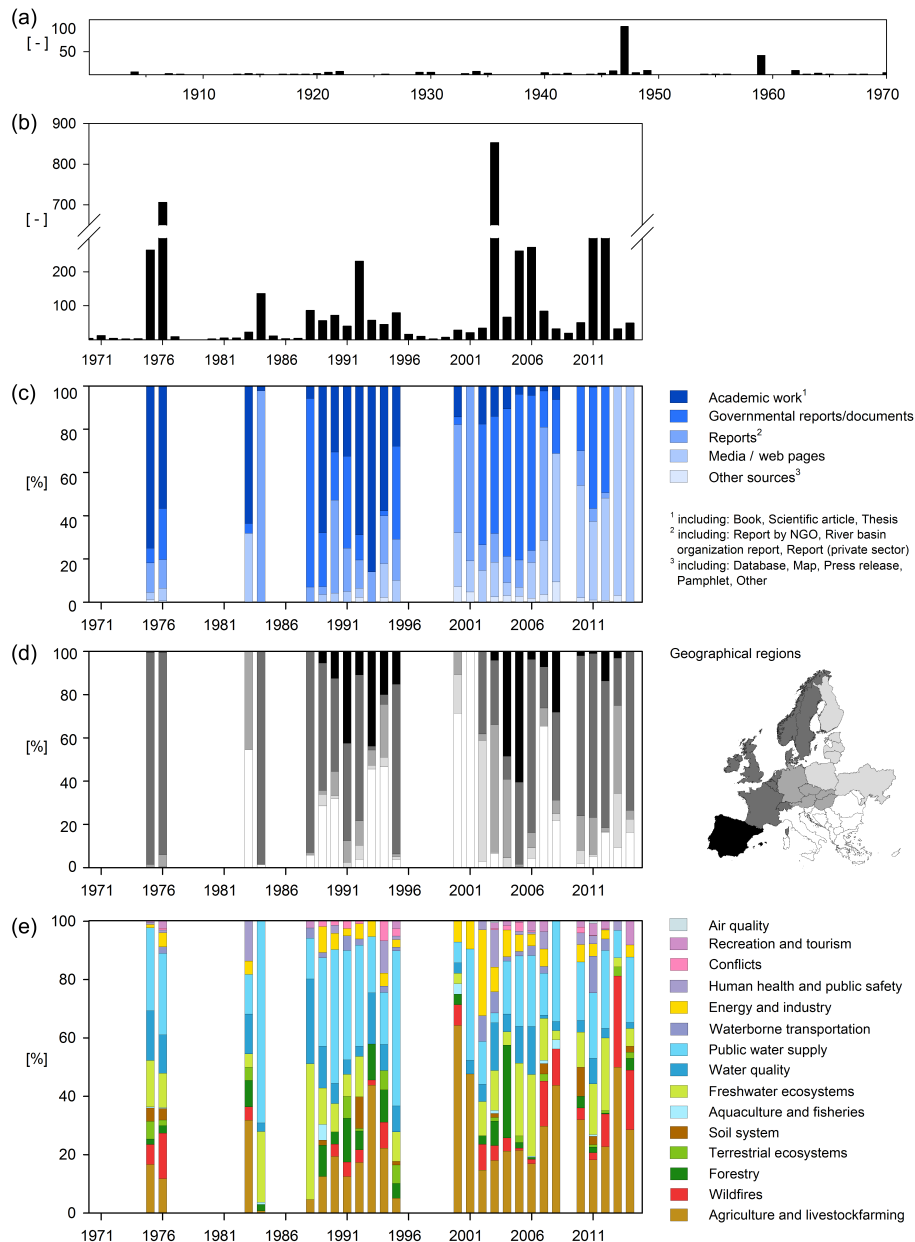 (a)
100
[ - ]
50
1910
1920
1930
1940
1950
1960
1970
(b)
900
800
700
[ - ]
200
100
1971
1976
1981
1986
1991
1996
2001
2006
2011
(c)
100
80
60
[%]
40
20
0
1971
1976
1981
1986
1991
1996
2001
2006
2011
Academic work1
Governmental reports/documents
Reports2
Media / web pages
Other sources3
1 including: Book, Scientific article, Thesis
2 including: Report by NGO, River basin
organization report, Report (private sector)
3 including: Database, Map, Press release,
Pamphlet, Other
(d)
100
80
60
[%]
40
20
0
1971
1976
1981
1986
1991
1996
2001
2006
2011
Geographical regions
(e)
100
80
60
[%]
40
20
0
1971
1976
1981
1986
1991
1996
2001
2006
2011
Air quality
Recreation and tourism
Conflicts
Human health and public safety
Energy and industry
Waterborne transportation
Public water supply
Water quality
Freshwater ecosystems
Aquaculture and fisheries
Soil system
Terrestrial ecosystems
Forestry
Wildfires
Agriculture and livestockfarming